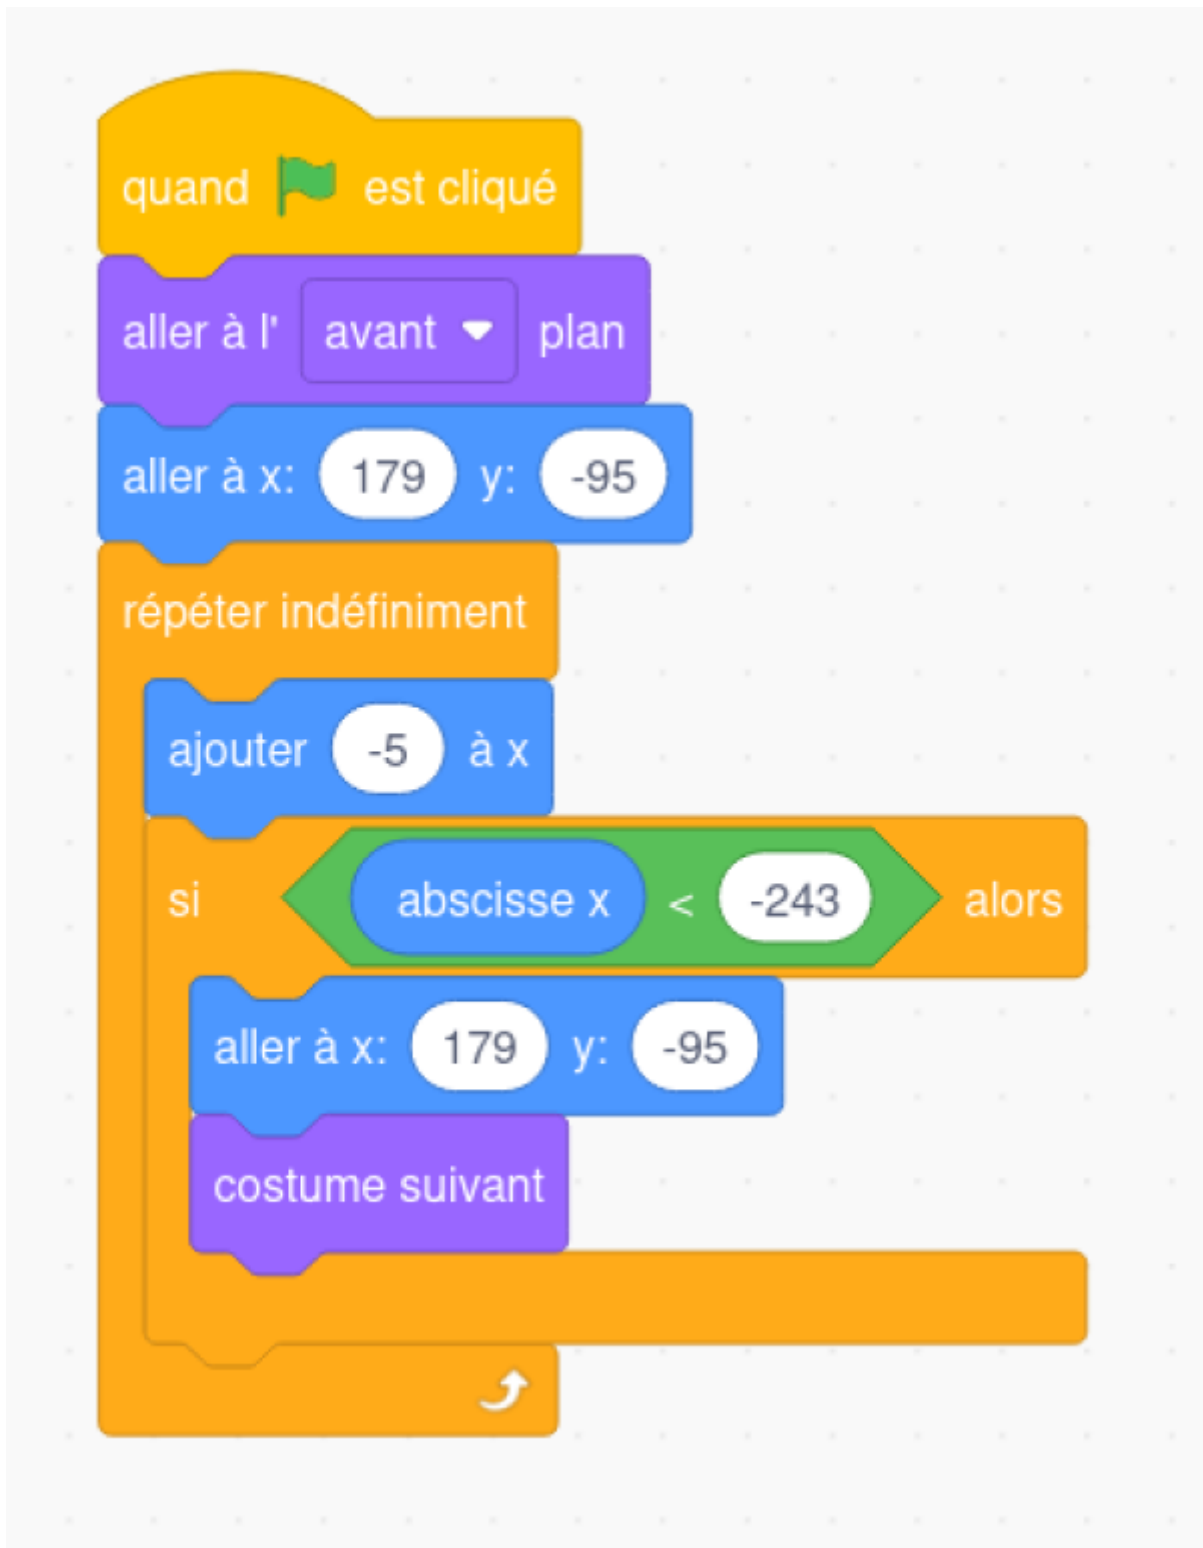 quand est cliqué
aller à l' avant plan
aller à x: 179 y: -95
répéter indéfiniment
ajouter -5 à x
si abscisse x < -243 alors
aller à x: 179 y: -95
costume suivant